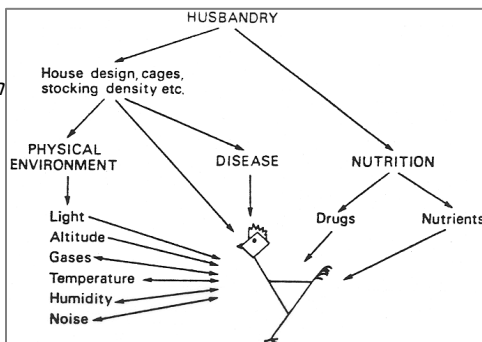 HUSBANDRY
House design, cages,
stocking density etc.
PHYSICAL
ENVIRONMENT
DISEASE
NUTRITION
Light
Altitude
Gases
Temperature
Humidity
Noise
Drugs
Nutrients